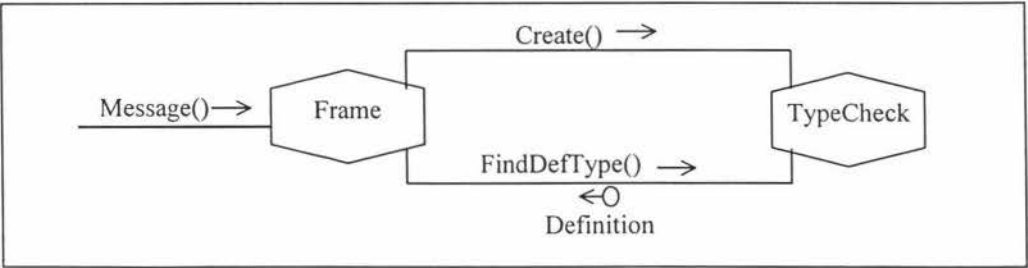 Create()
Message()
Frame
TypeCheck
FindDefType()
Definition